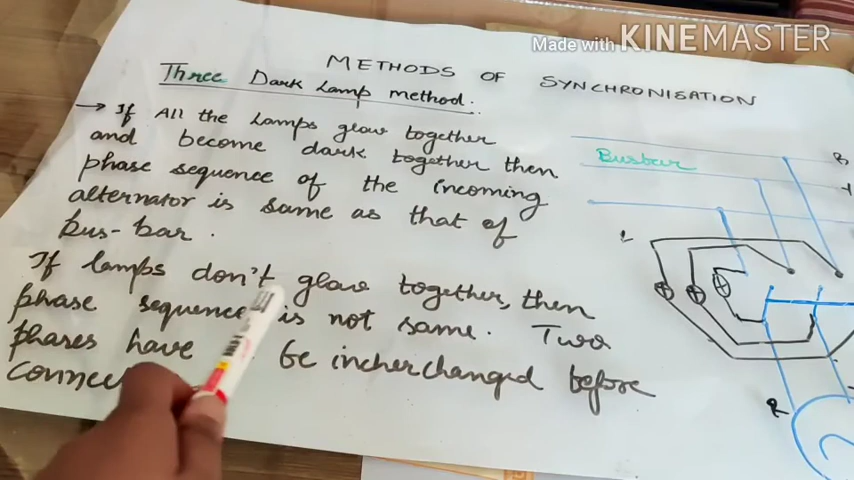 Made with KINEMASTER
METHODS OF SYNCHRONISATION
Three Dark Lamp method.
→ If All the Lamps glow together
and become dark together then
phase sequence of the incoming
alternator is same as that of
bus-bar.
If lamps don't glow together, then
phase sequence is not same. Two
phases have be incherchanged before
Busbar
B
L
R